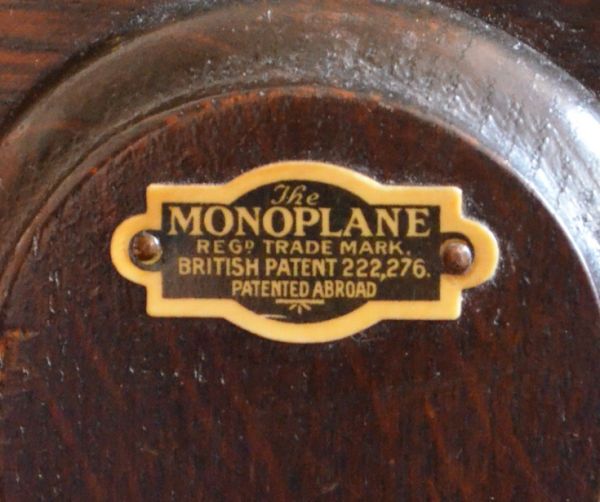 The
MONOPLANE
REGD. TRADE MARK.
BRITISH PATENT 222,276.
PATENTED ABROAD